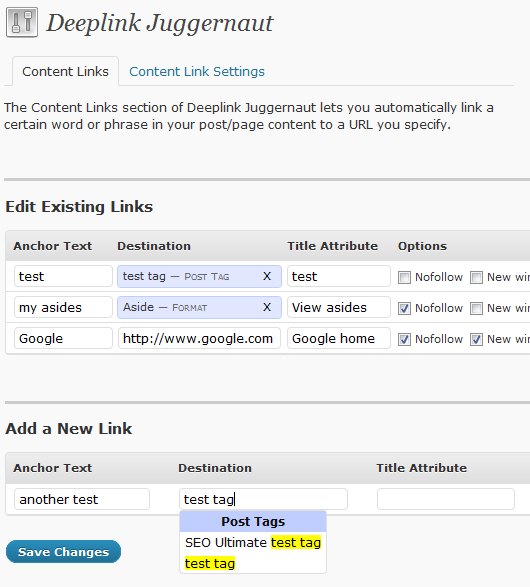 Deeplink Juggernaut
Content Links Content Link Settings
The Content Links section of Deeplink Juggernaut lets you automatically link a
certain word or phrase in your post/page content to a URL you specify.
Edit Existing Links
Anchor Text Destination Title Attribute Options
test test tag — Post Tag X test Nofollow New win
my asides Aside — Format X View asides Nofollow New win
Google http://www.google.com Google home Nofollow New win
Add a New Link
Anchor Text Destination Title Attribute
another test test tag
Post Tags
SEO Ultimate test tag
test tag
Save Changes